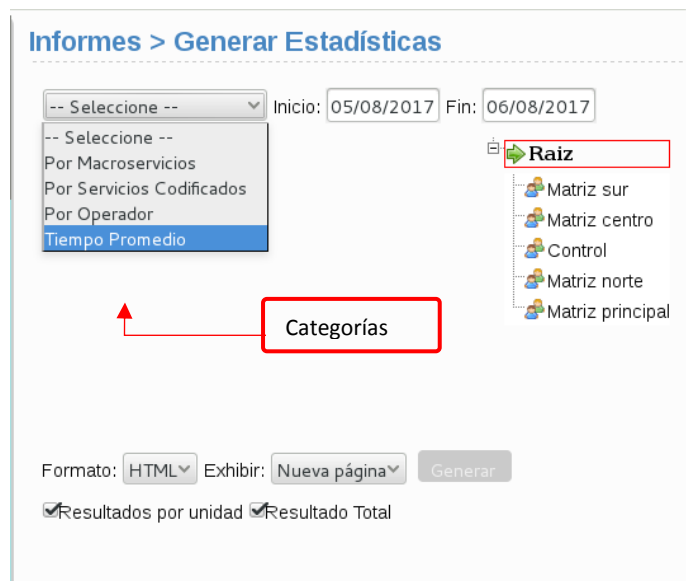 Informes > Generar Estadísticas
-- Seleccione -- Inicio: 05/08/2017 Fin: 06/08/2017
-- Seleccione --
Por Macroservicios
Por Servicios Codificados
Por Operador
Tiempo Promedio
Raiz
Matriz sur
Matriz centro
Control
Matriz norte
Matriz principal
Categorías
Formato: HTML Exhibir: Nueva página Generar
Resultados por unidad Resultado Total